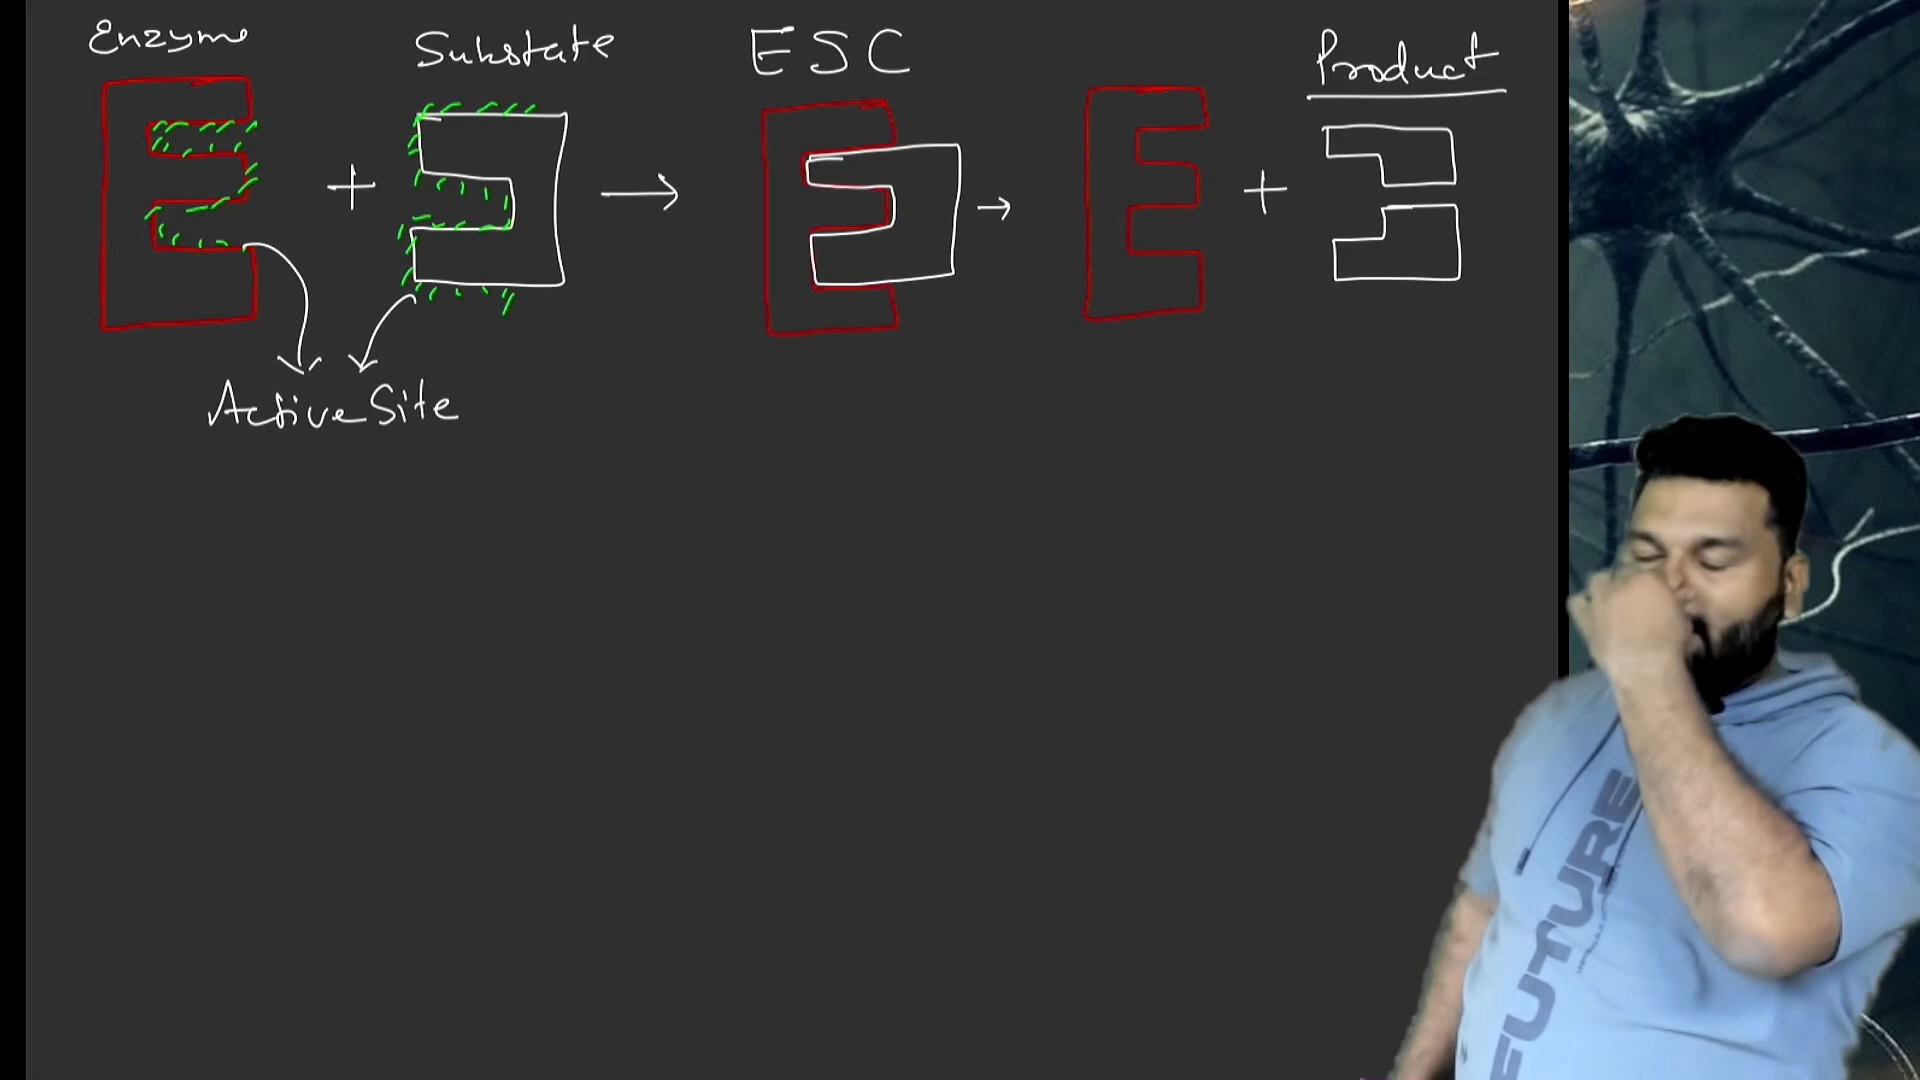 Enzyme
Substate
ESC
Product
E + → → E +
Active Site
FUTURE